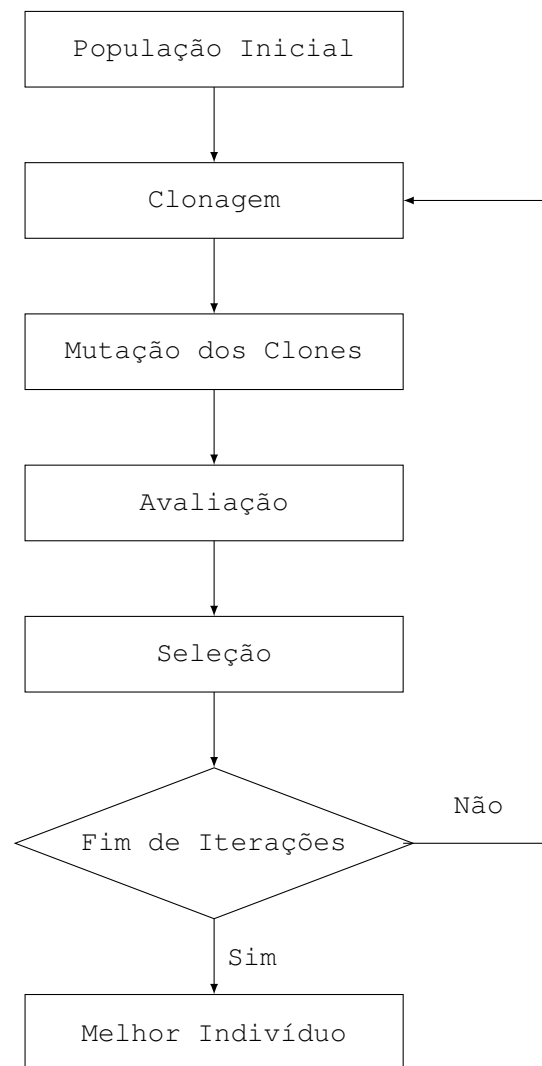 População Inicial
Clonagem
Mutação dos Clones
Avaliação
Seleção
Não
Fim de Iterações
Sim
Melhor Indivíduo